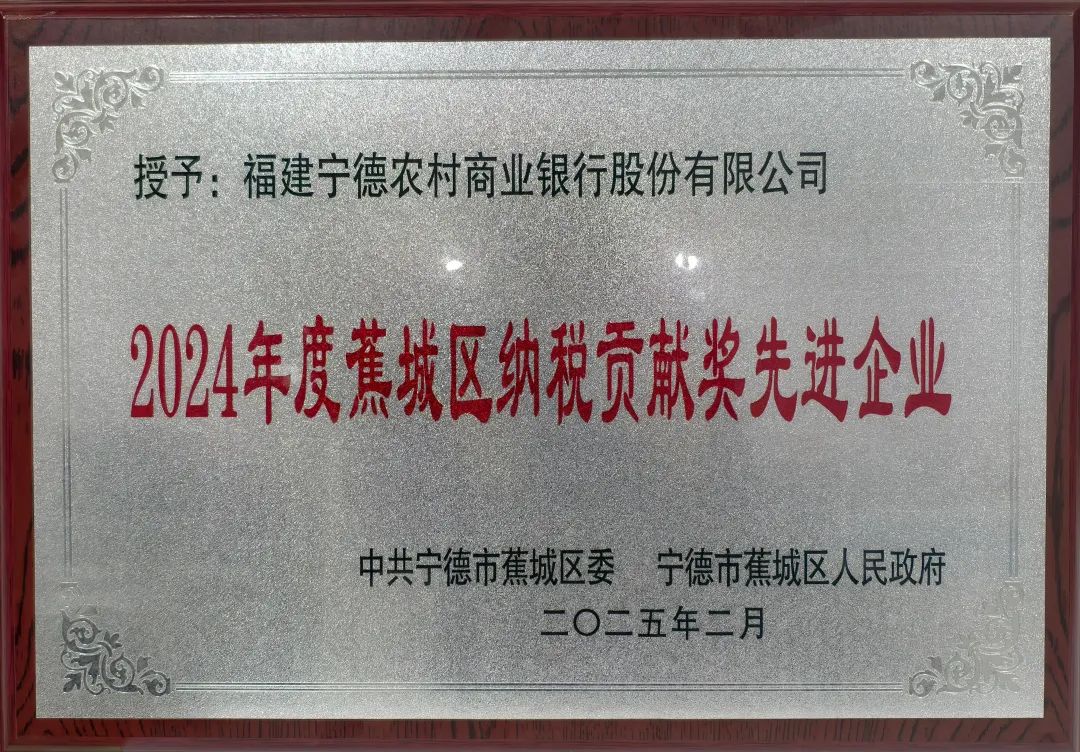 授予：福建宁德农村商业银行股份有限公司
2024年度蕉城区纳税贡献奖先进企业
中共宁德市蕉城区委 宁德市蕉城区人民政府
二〇二五年二月